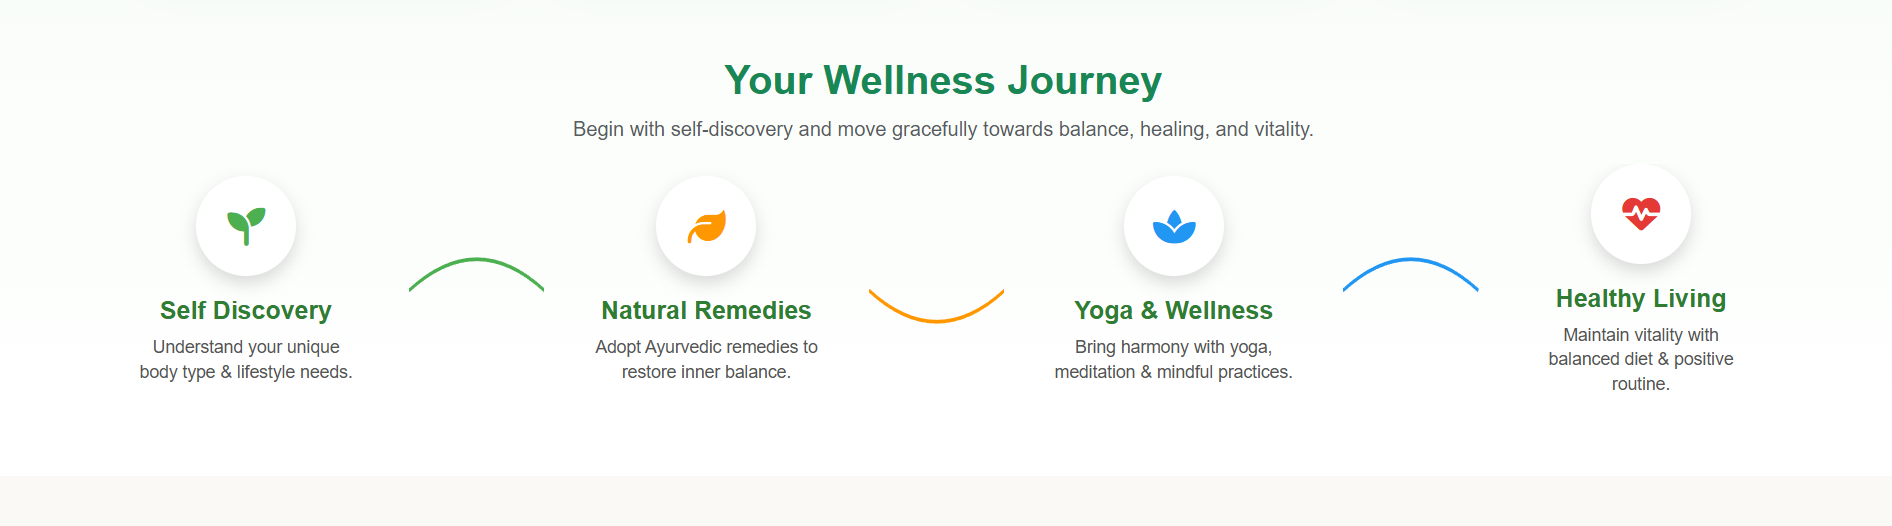 Your Wellness Journey
Begin with self-discovery and move gracefully towards balance, healing, and vitality.
Self Discovery
Understand your unique
body type & lifestyle needs.
Natural Remedies
Adopt Ayurvedic remedies to
restore inner balance.
Yoga & Wellness
Bring harmony with yoga,
meditation & mindful practices.
Healthy Living
Maintain vitality with
balanced diet & positive
routine.